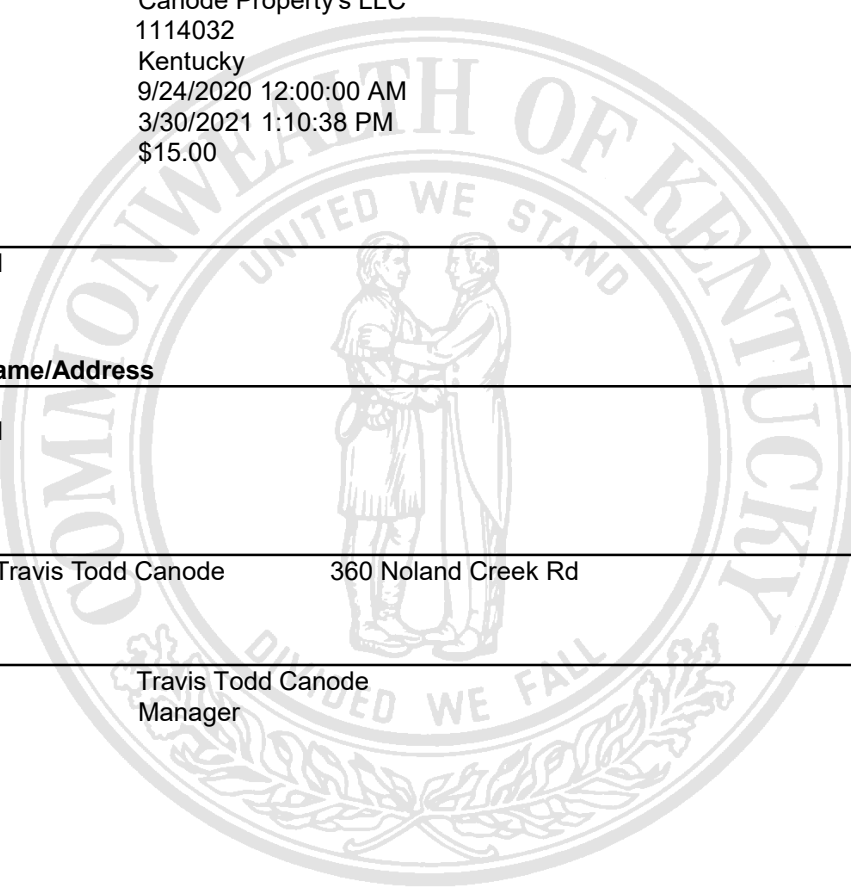 Canode Property's LLC
1114032
Kentucky
9/24/2020 12:00:00 AM
3/30/2021 1:10:38 PM
$15.00
COMMONWEALTH OF KENTUCKY
UNITED WE STAND
ame/Address
Travis Todd Canode 360 Noland Creek Rd
DIVIDED WE FALL
Travis Todd Canode
Manager